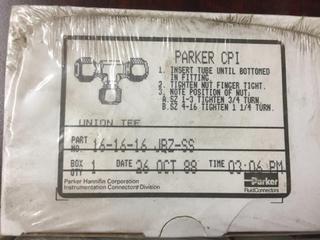 PARKER CPI
1. INSERT TUBE UNTIL BOTTOMED
IN FITTING.
2. TIGHTEN NUT FINGER TIGHT.
3. NOTE POSITION OF NUT.
A.SZ 1-3 TIGHTEN 3/4 TURN.
B.SZ 4-16 TIGHTEN 1 1/4 TURN.
UNION TEE
PART NO. 16-16-16 JBZ-SS
BOX QTY 1 DATE 26 OCT 98 TIME 03:06 PM
Parker Hannifin Corporation
Instrumentation Connectors Division
Parker
FluidConnectors